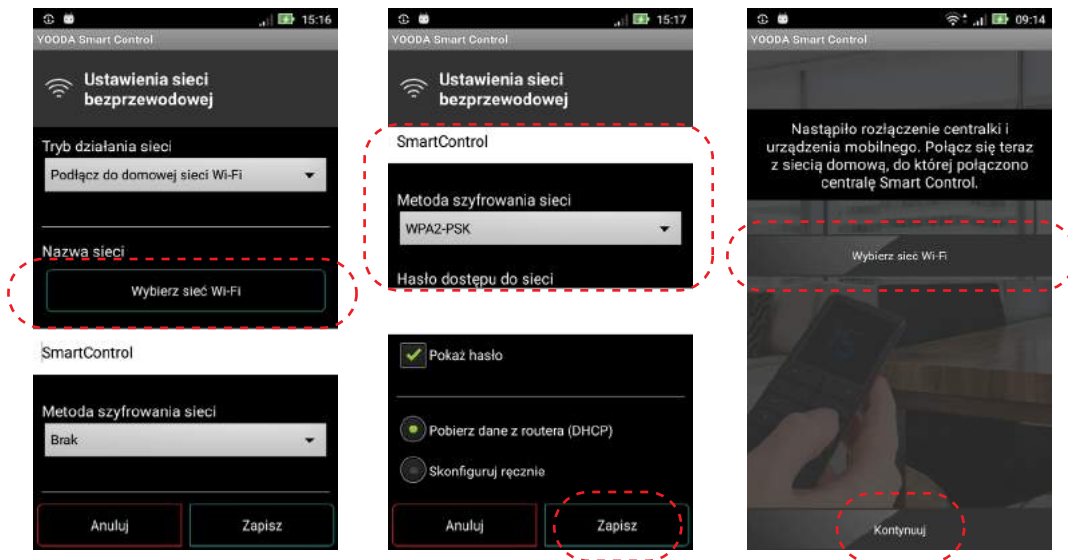 15:16
YOODA Smart Control
Ustawienia sieci
bezprzewodowej
Tryb działania sieci
Podłącz do domowej sieci Wi-Fi
Nazwa sieci
Wybierz sieć Wi-Fi
SmartControl
Metoda szyfrowania sieci
Brak
Anuluj
Zapisz
15:17
YOODA Smart Control
Ustawienia sieci
bezprzewodowej
SmartControl
Metoda szyfrowania sieci
WPA2-PSK
Hasło dostępu do sieci
Pokaż hasło
Pobierz dane z routera (DHCP)
Skonfiguruj ręcznie
Anuluj
Zapisz
09:14
YOODA Smart Control
Nastąpiło rozłączenie centralki i
urządzenia mobilnego. Połącz się teraz
z siecią domową, do której połączono
centralę Smart Control.
Wybierz sieć Wi-Fi
Kontynuuj